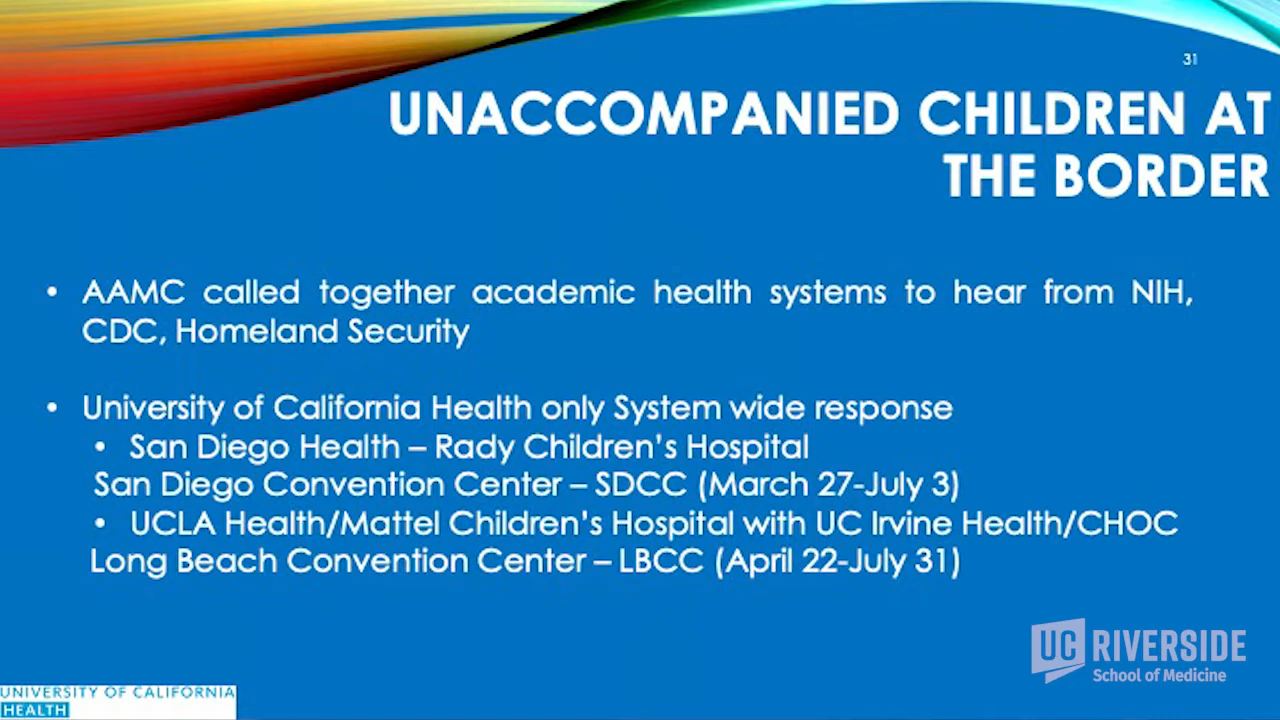 31
UNACCOMPANIED CHILDREN AT
THE BORDER
• AAMC called together academic health systems to hear from NIH,
CDC, Homeland Security
• University of California Health only System wide response
• San Diego Health – Rady Children's Hospital
San Diego Convention Center – SDCC (March 27-July 3)
• UCLA Health/Mattel Children's Hospital with UC Irvine Health/CHOC
Long Beach Convention Center – LBCC (April 22-July 31)
UC RIVERSIDE
School of Medicine
UNIVERSITY OF CALIFORNIA
HEALTH